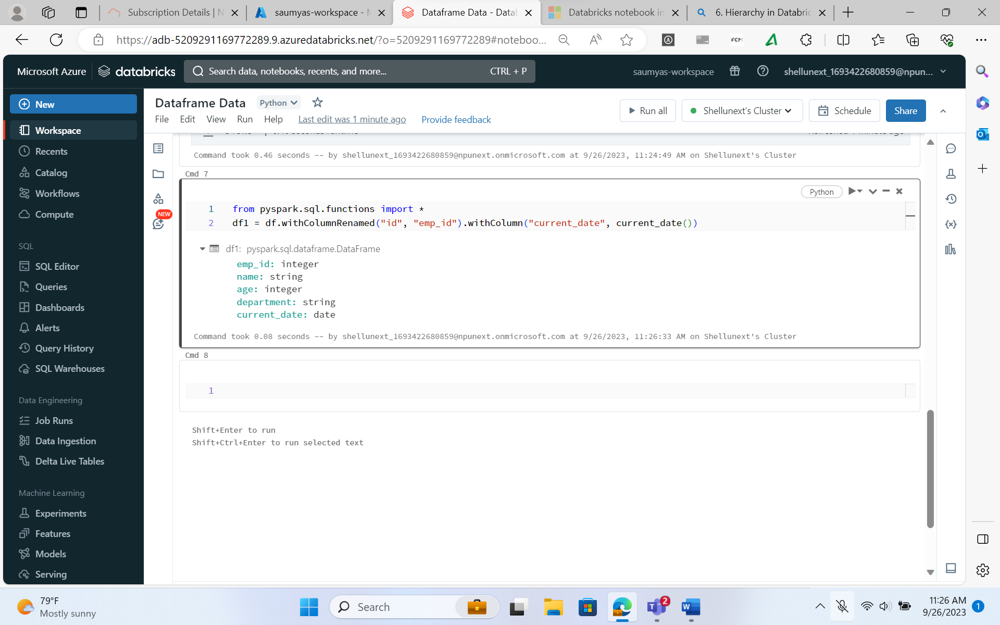 Subscription Details | N
saumyas-workspace - M
Dataframe Data - Datab
Databricks notebook in
6. Hierarchy in Databric
https://adb-5209291169772289.9.azuredatabricks.net/?o=5209291169772289#noteboo...
Microsoft Azure
databricks
Search data, notebooks, recents, and more...
CTRL + P
saumyas-workspace
shellunext_1693422680859@npun...
New
Workspace
Recents
Catalog
Workflows
Compute
SQL
SQL Editor
Queries
Dashboards
Alerts
Query History
SQL Warehouses
Data Engineering
Job Runs
Data Ingestion
Delta Live Tables
Machine Learning
Experiments
Features
Models
Serving
Dataframe Data
Python
File Edit View Run Help
Last edit was 1 minute ago
Provide feedback
Run all
Shellunext's Cluster
Schedule
Share
NEW
Command took 0.46 seconds -- by shellunext_1693422680859@npunext.onmicrosoft.com at 9/26/2023, 11:24:49 AM on Shellunext's Cluster
Cmd 7
Python
1 from pyspark.sql.functions import *
2 df1 = df.withColumnRenamed("id", "emp_id").withColumn("current_date", current_date())
df1: pyspark.sql.dataframe.DataFrame
emp_id: integer
name: string
age: integer
department: string
current_date: date
Command took 0.08 seconds -- by shellunext_1693422680859@npunext.onmicrosoft.com at 9/26/2023, 11:26:33 AM on Shellunext's Cluster
Cmd 8
1
Shift+Enter to run
Shift+Ctrl+Enter to run selected text
79°F
Mostly sunny
Search
2
11:26 AM
9/26/2023
1